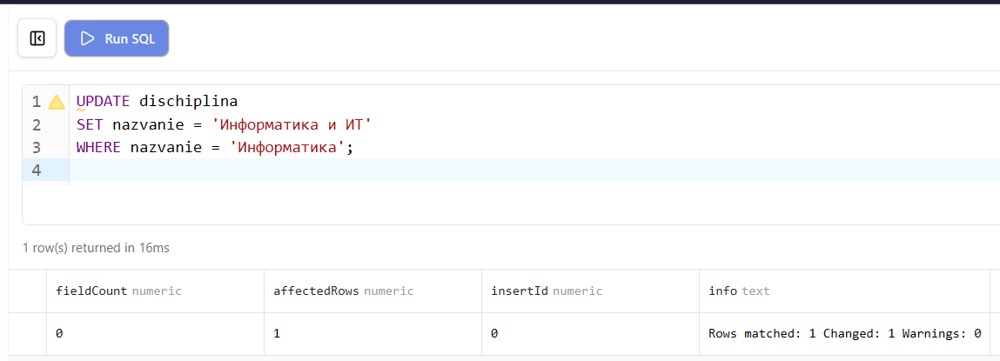 Run SQL
1 UPDATE dischiplina
2 SET nazvanie = 'Информатика и ИТ'
3 WHERE nazvanie = 'Информатика';
4
1 row(s) returned in 16ms
fieldCount numeric affectedRows numeric insertId numeric info text
0 1 0 Rows matched: 1 Changed: 1 Warnings: 0